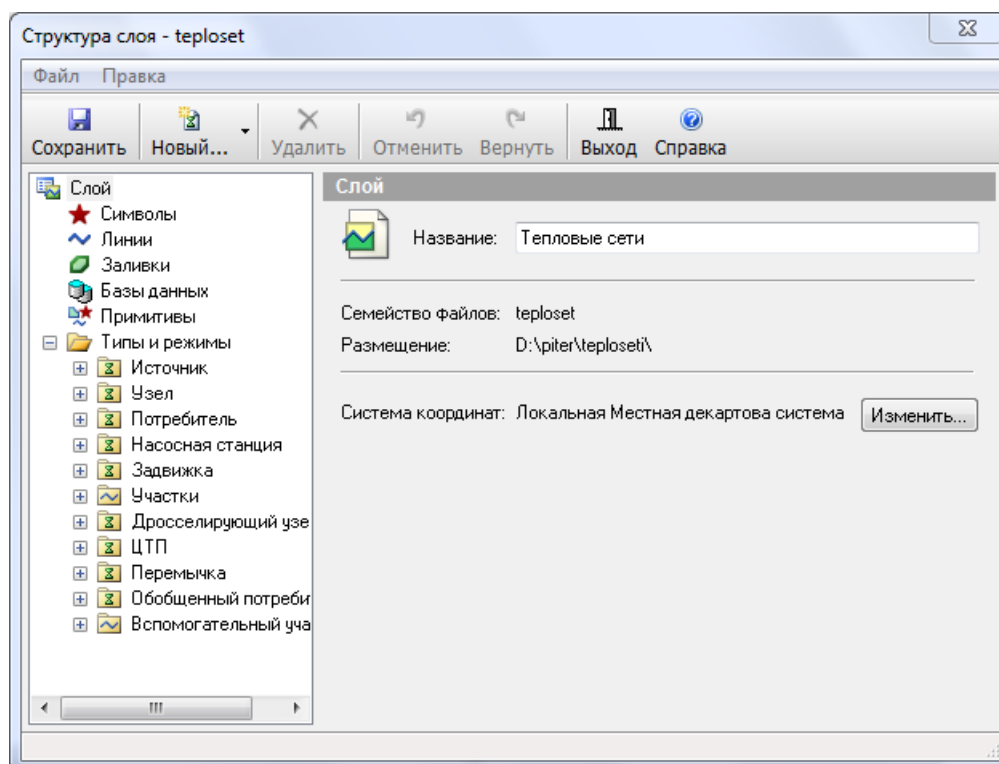 Структура слоя - teploset
Файл Правка
Сохранить Новый... Удалить Отменить Вернуть Выход Справка
Слой
Символы
Линии
Заливки
Базы данных
Примитивы
Типы и режимы
Источник
Узел
Потребитель
Насосная станция
Задвижка
Участки
Дросселирующий узе
ЦТП
Перемычка
Обобщенный потреби
Вспомогательный уча
Слой
Название: Тепловые сети
Семейство файлов: teploset
Размещение: D:\piter\teploseti\
Система координат: Локальная Местная декартова система Изменить...